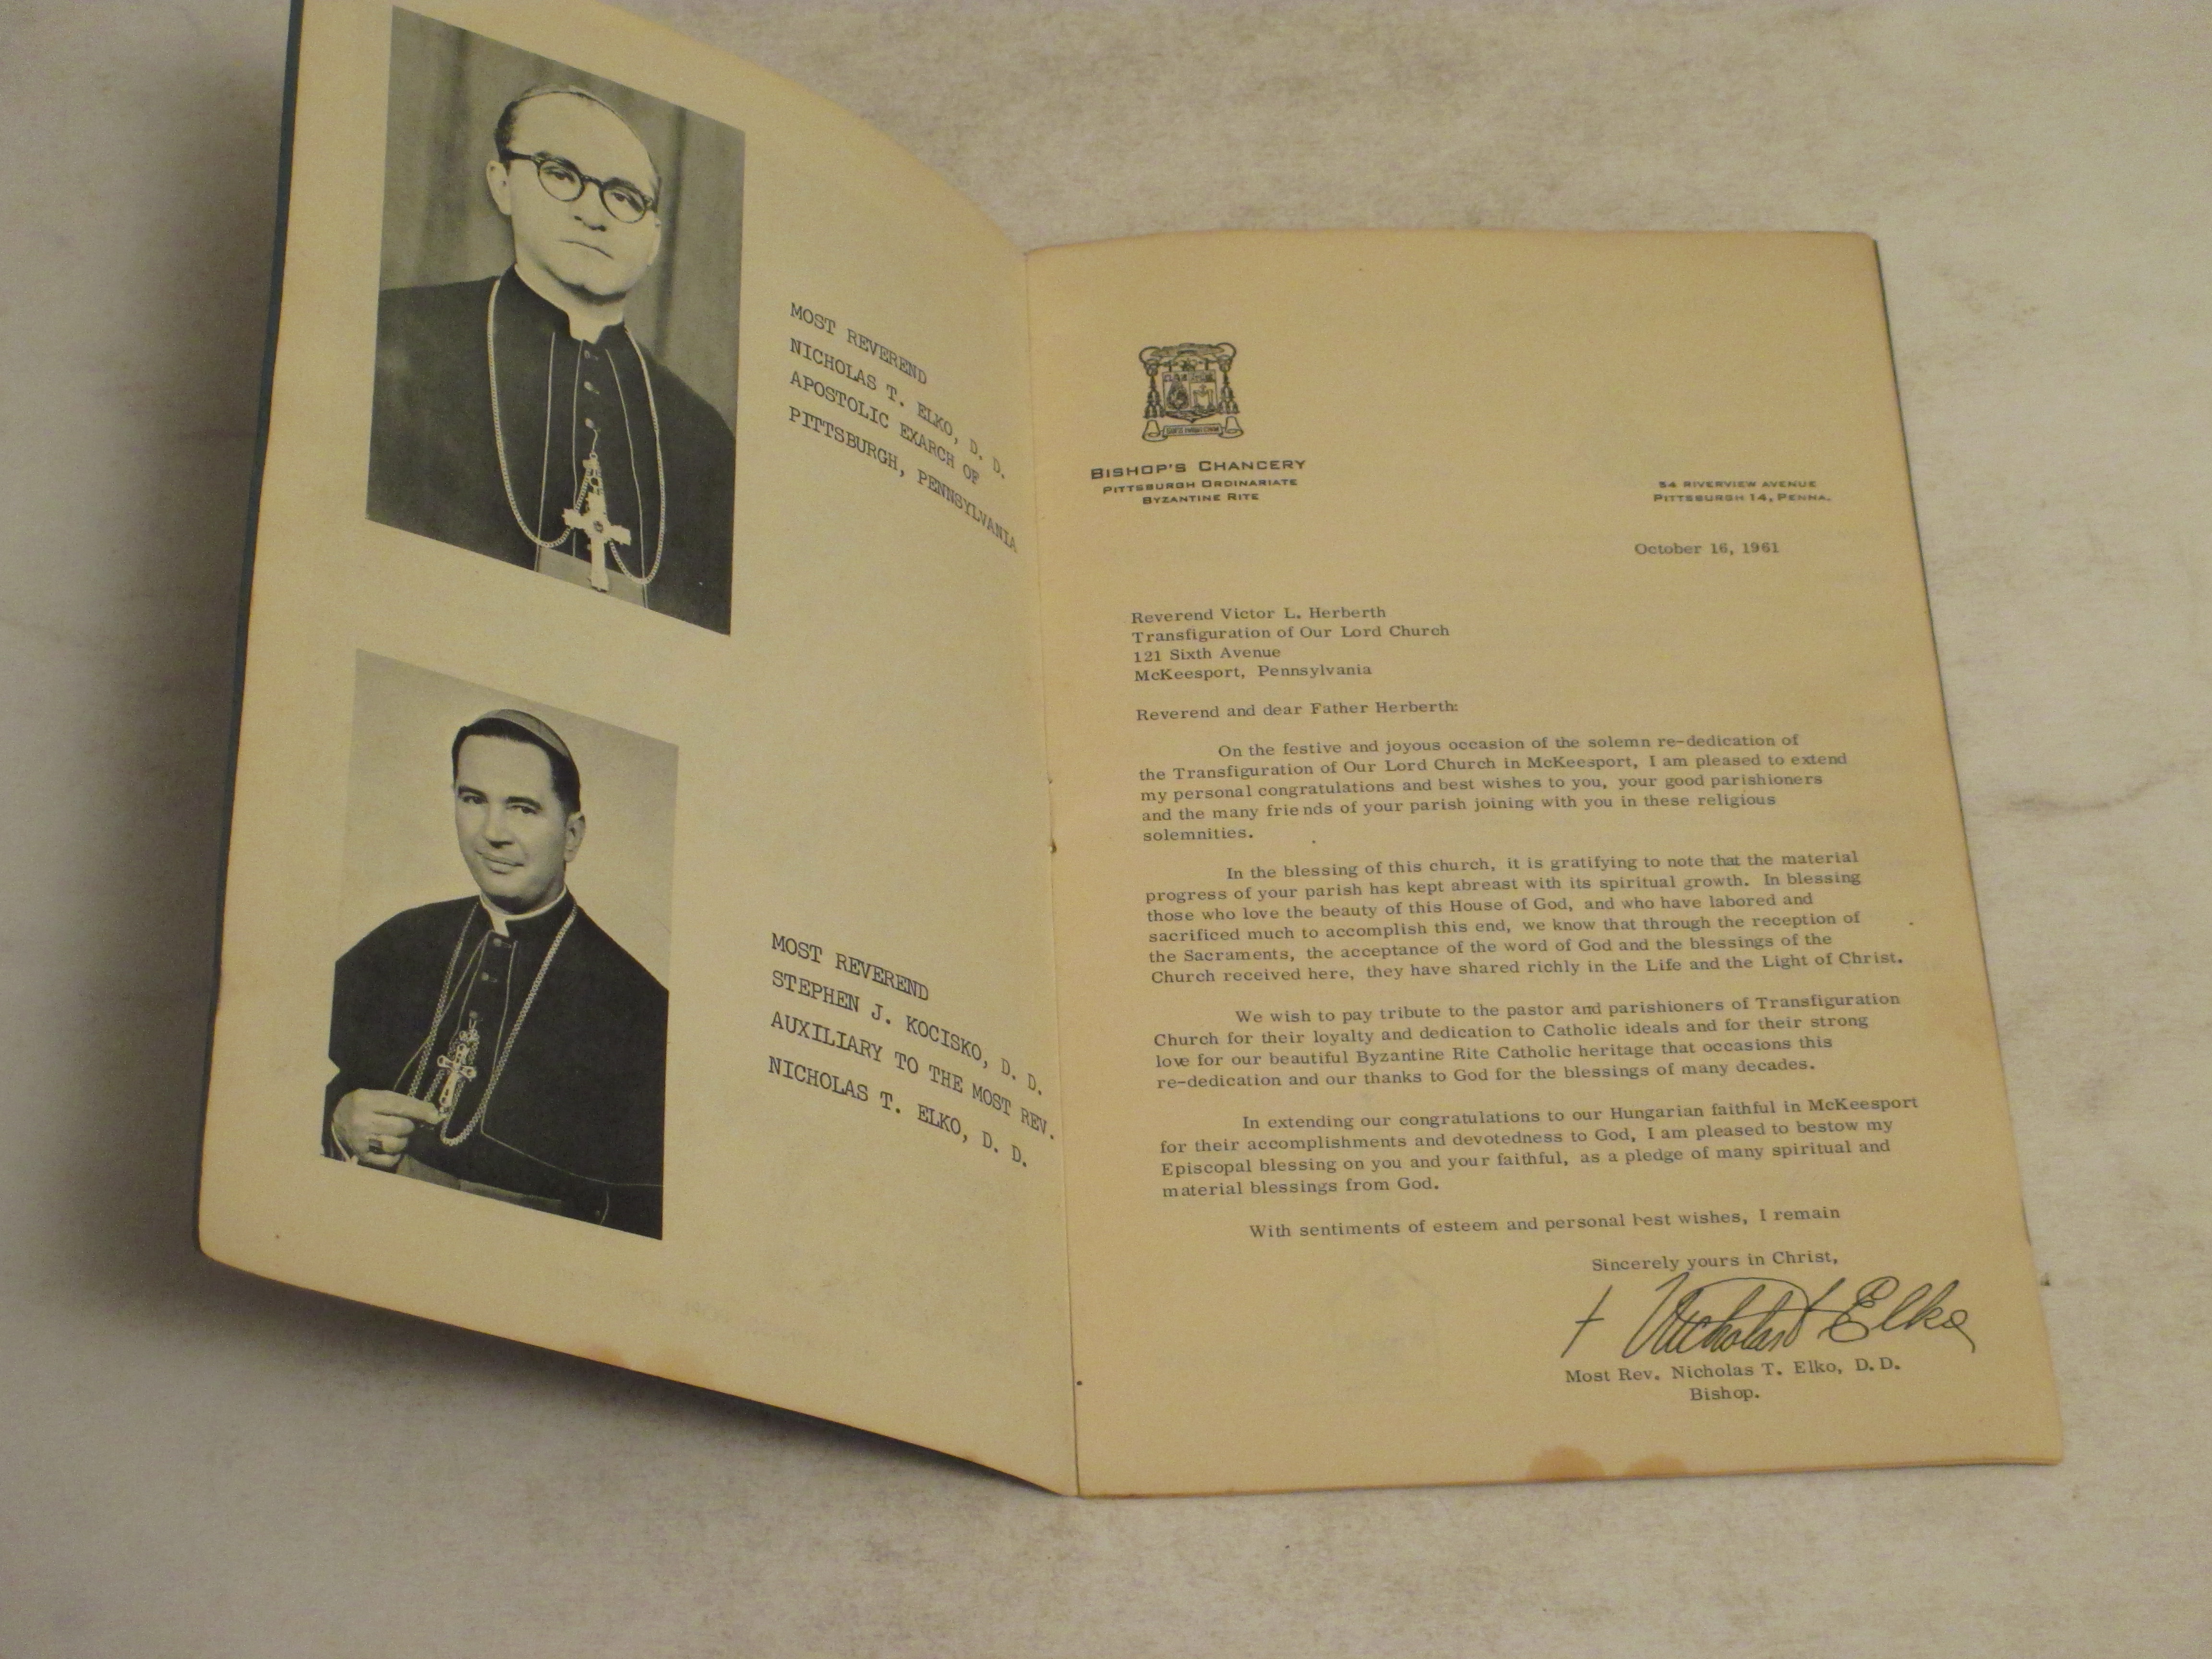 MOST REVEREND
NICHOLAS T. ELKO, D. D.
APOSTOLIC EXARCH OF
PITTSBURGH, PENNSYLVANIA
MOST REVEREND
STEPHEN J. KOCISKO, D. D.
AUXILIARY TO THE MOST REV.
NICHOLAS T. ELKO, D. D.
BISHOP'S CHANCERY
PITTSBURGH ORDINARIATE
BYZANTINE RITE
54 RIVERVIEW AVENUE
PITTSBURGH 14, PENNA.
October 16, 1961
Reverend Victor L. Herberth
Transfiguration of Our Lord Church
121 Sixth Avenue
McKeesport, Pennsylvania
Reverend and dear Father Herberth:
On the festive and joyous occasion of the solemn re-dedication of
the Transfiguration of Our Lord Church in McKeesport, I am pleased to extend
my personal congratulations and best wishes to you, your good parishioners
and the many friends of your parish joining with you in these religious
solemnities.
In the blessing of this church, it is gratifying to note that the material
progress of your parish has kept abreast with its spiritual growth. In blessing
those who love the beauty of this House of God, and who have labored and
sacrificed much to accomplish this end, we know that through the reception of
the Sacraments, the acceptance of the word of God and the blessings of the
Church received here, they have shared richly in the Life and the Light of Christ.
We wish to pay tribute to the pastor and parishioners of Transfiguration
Church for their loyalty and dedication to Catholic ideals and for their strong
love for our beautiful Byzantine Rite Catholic heritage that occasions this
re-dedication and our thanks to God for the blessings of many decades.
In extending our congratulations to our Hungarian faithful in McKeesport
for their accomplishments and devotedness to God, I am pleased to bestow my
Episcopal blessing on you and your faithful, as a pledge of many spiritual and
material blessings from God.
With sentiments of esteem and personal best wishes, I remain
Sincerely yours in Christ,
+ Nicholas T Elko
Most Rev. Nicholas T. Elko, D.D.
Bishop.